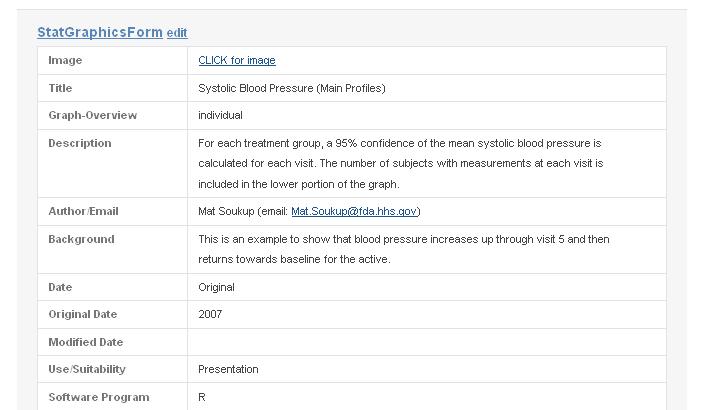 StatGraphicsForm edit
Image CLICK for image
Title Systolic Blood Pressure (Main Profiles)
Graph-Overview individual
Description For each treatment group, a 95% confidence of the mean systolic blood pressure is
calculated for each visit. The number of subjects with measurements at each visit is
included in the lower portion of the graph.
Author/Email Mat Soukup (email: Mat.Soukup@fda.hhs.gov)
Background This is an example to show that blood pressure increases up through visit 5 and then
returns towards baseline for the active.
Date Original
Original Date 2007
Modified Date
Use/Suitability Presentation
Software Program R